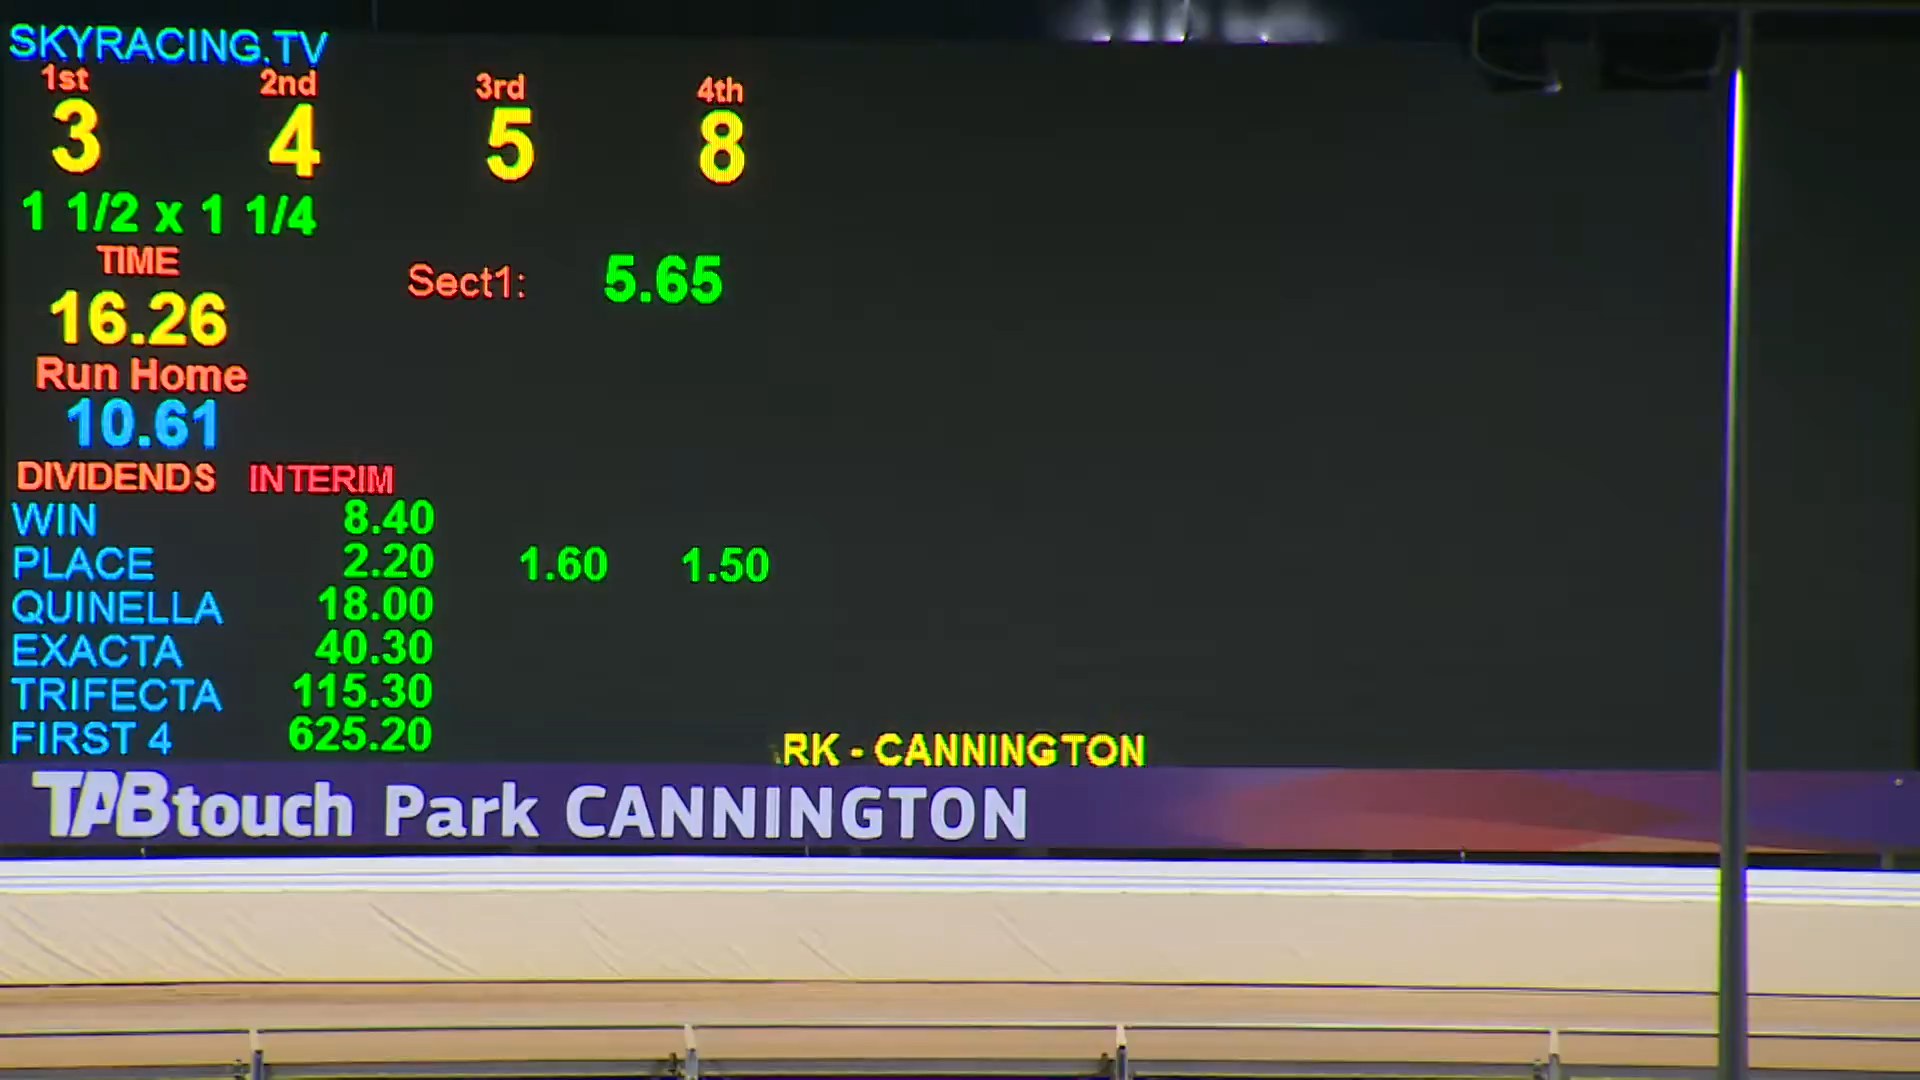 SKYRACING.TV
1st 2nd 3rd 4th
3 4 5 8
1 1/2 x 1 1/4
TIME
Sect1: 5.65
16.26
Run Home
10.61
DIVIDENDS INTERIM
WIN 8.40
PLACE 2.20 1.60 1.50
QUINELLA 18.00
EXACTA 40.30
TRIFECTA 115.30
FIRST 4 625.20
RK - CANNINGTON
TABtouch Park CANNINGTON